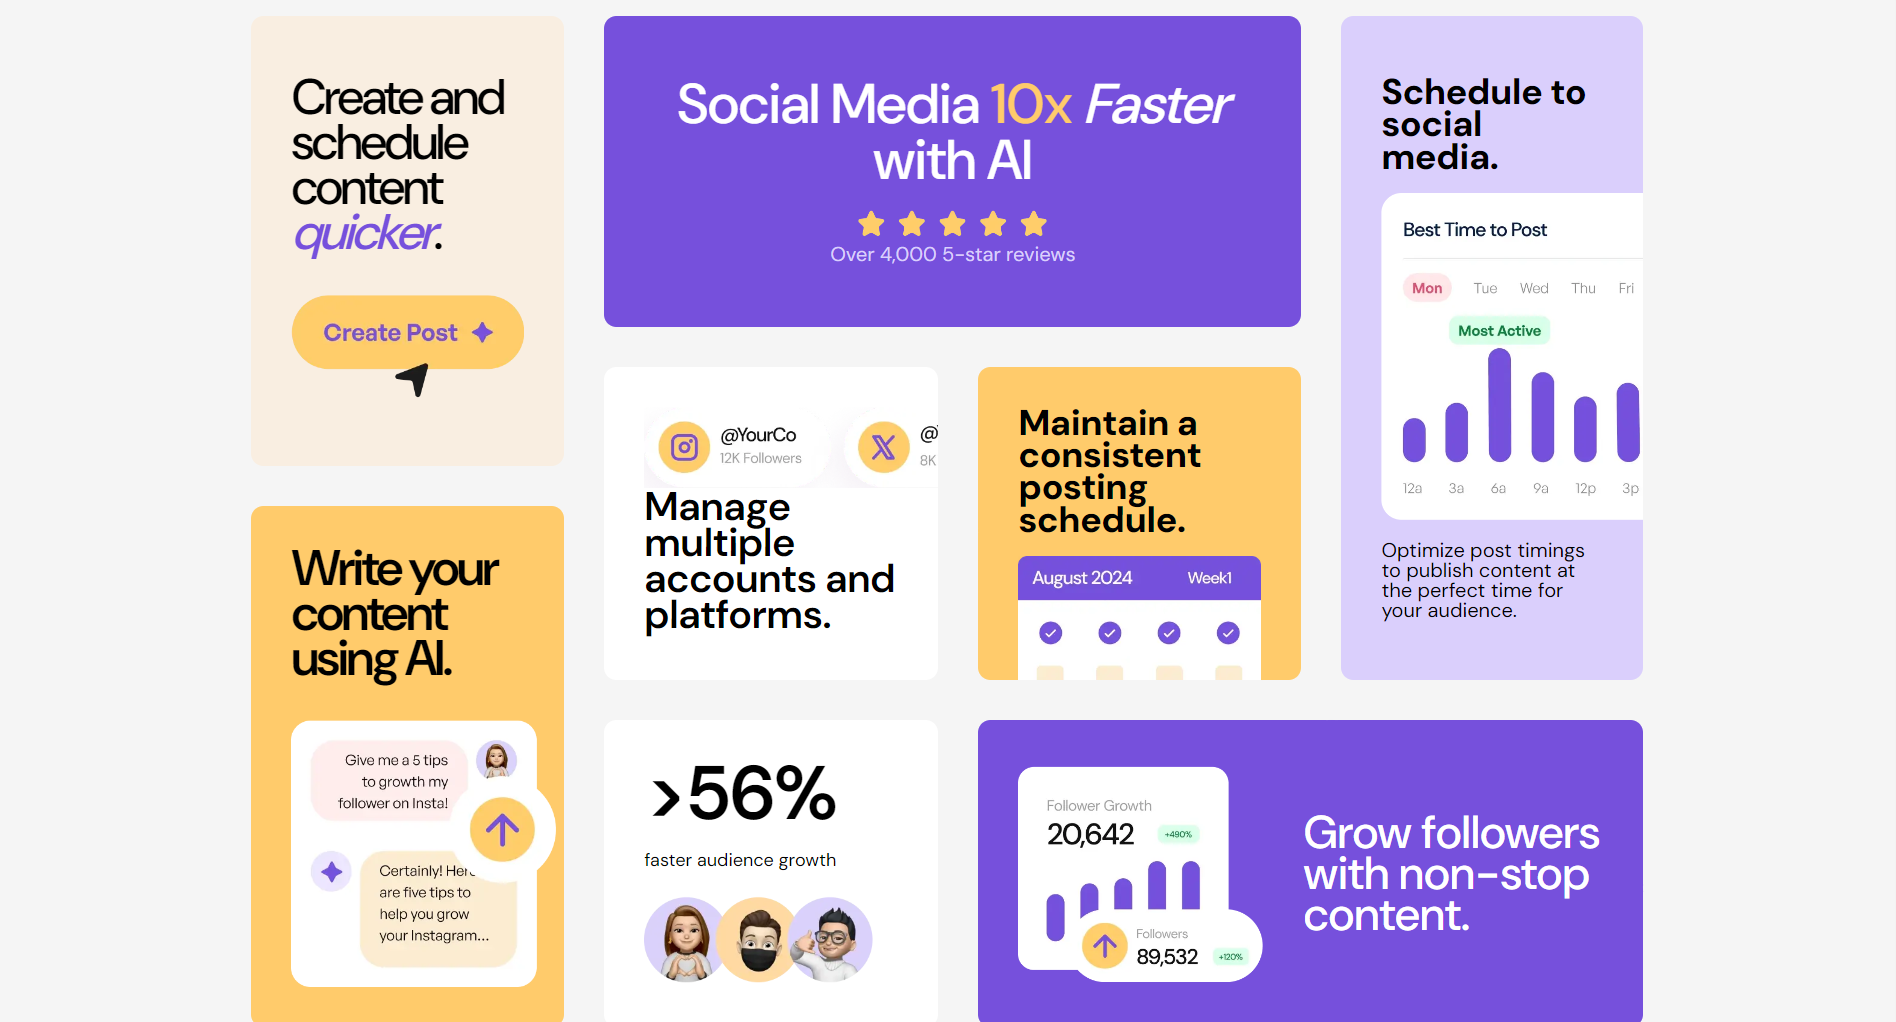 Create and
schedule
content
quicker.
Create Post
Write your
content
using AI.
Give me a 5 tips
to growth my
follower on Insta!
Certainly! Here
are five tips to
help you grow
your Instagram...
Social Media 10x Faster
with AI
Over 4,000 5-star reviews
@YourCo
12K Followers
8K
Manage
multiple
accounts and
platforms.
>56%
faster audience growth
Maintain a
consistent
posting
schedule.
August 2024 Week1
Schedule to
social
media.
Best Time to Post
Mon Tue Wed Thu Fri
Most Active
12a 3a 6a 9a 12p 3p
Optimize post timings
to publish content at
the perfect time for
your audience.
Follower Growth
20,642 +490%
Followers
89,532 +120%
Grow followers
with non-stop
content.